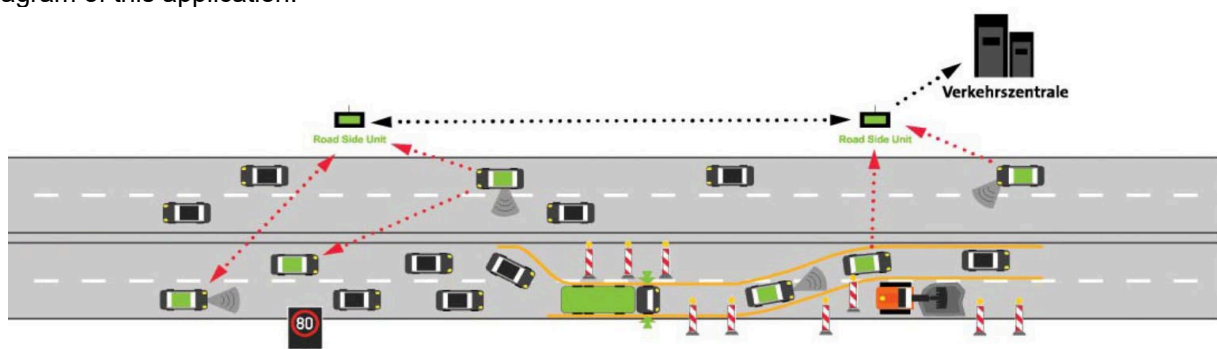 agram of this application.
Verkehrszentrale
Road Side Unit
Road Side Unit
80